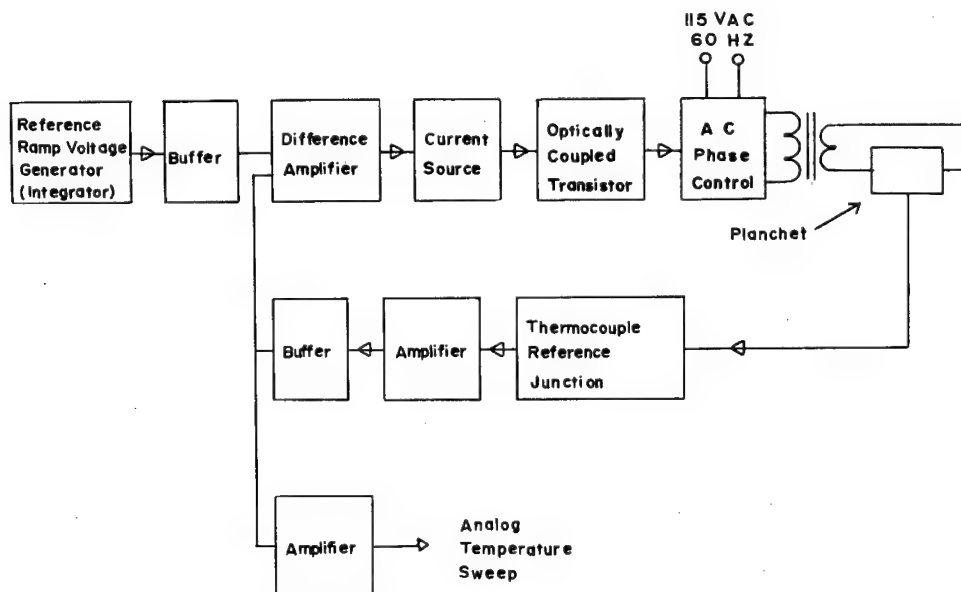 115 VAC
60 HZ
Reference
Ramp Voltage
Generator
(Integrator)
Buffer
Difference
Amplifier
Current
Source
Optically
Coupled
Transistor
A C
Phase
Control
Planchet
Buffer
Amplifier
Thermocouple
Reference
Junction
Amplifier
Analog
Temperature
Sweep